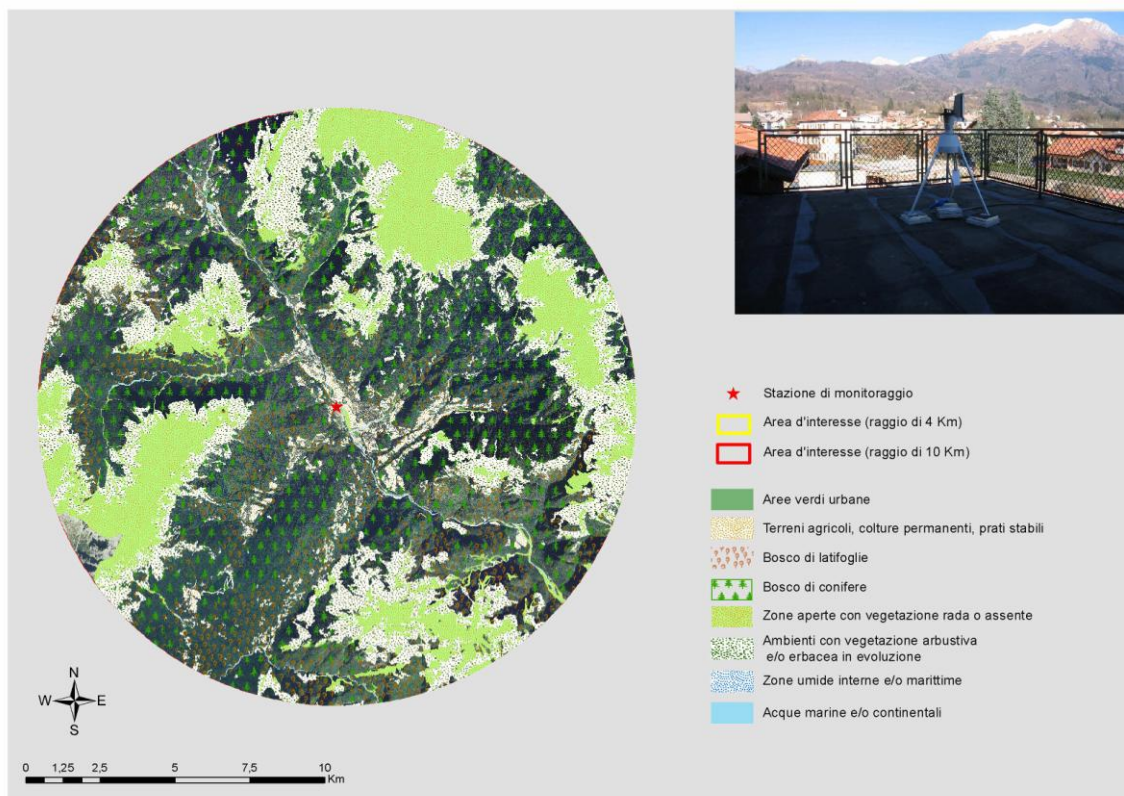 Stazione di monitoraggio
Area d'interesse (raggio di 4 Km)
Area d'interesse (raggio di 10 Km)
Aree verdi urbane
Terreni agricoli, colture permanenti, prati stabili
Bosco di latifoglie
Bosco di conifere
Zone aperte con vegetazione rada o assente
Ambienti con vegetazione arbustiva
e/o erbacea in evoluzione
Zone umide interne e/o marittime
Acque marine e/o continentali
N
W E
S
0 1,25 2,5 5 7,5 10
Km